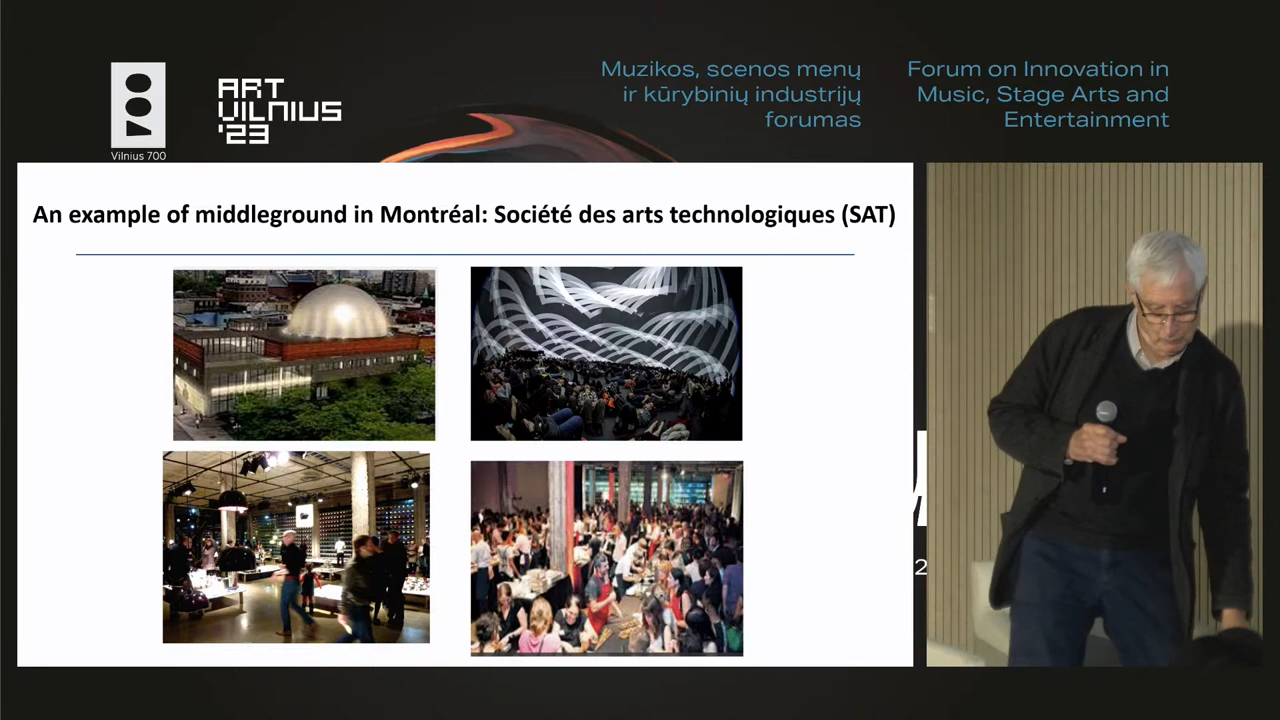 ART
VILNIUS
'23
Vilnius 700
Muzikos, scenos menų
ir kūrybinių industrijų
forumas
Forum on Innovation in
Music, Stage Arts and
Entertainment
An example of middleground in Montréal: Société des arts technologiques (SAT)
2